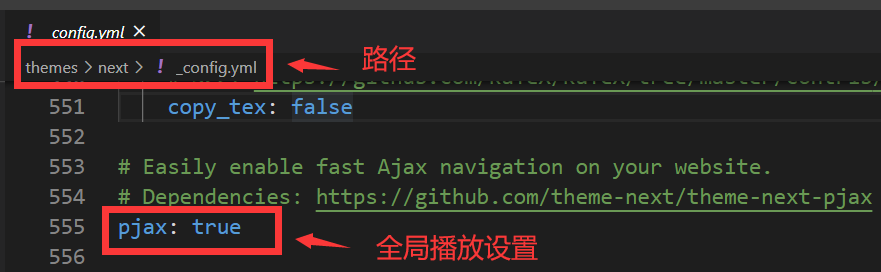 ! _config.yml ×
themes > next > ! _config.yml
路径
551 copy_tex: false
552
553 # Easily enable fast Ajax navigation on your website.
554 # Dependencies: https://github.com/theme-next/theme-next-pjax
555 pjax: true
全局播放设置
556